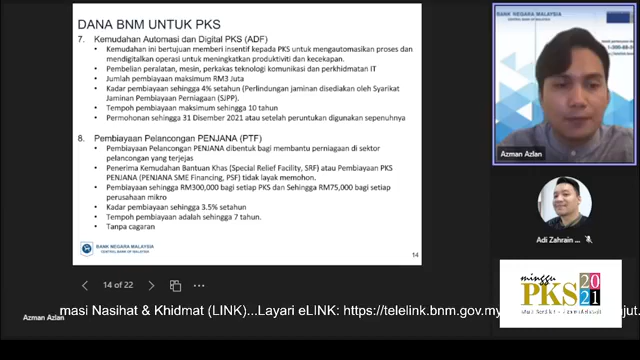 DANA BNM UNTUK PKS
7. Kemudahan Automasi dan Digital PKS (ADF)
• Kemudahan ini bertujuan memberi insentif kepada PKS untuk mengautomasikan proses dan
mendigitalkan operasi untuk meningkatkan produktiviti dan kecekapan.
• Pembelian peralatan, mesin, perkakas teknologi komunikasi dan perkhidmatan IT
• Jumlah pembiayaan maksimum RM3 Juta
• Kadar pembiayaan sehingga 4% setahun (Perlindungan jaminan disediakan oleh Syarikat
Jaminan Pembiayaan Perniagaan (SJPP).
• Tempoh pembiayaan maksimum sehingga 10 tahun
• Permohonan sehingga 31 Disember 2021 atau setelah peruntukan digunakan sepenuhnya
8. Pembiayaan Pelancongan PENJANA (PTF)
• Pembiayaan Pelancongan PENJANA dibentuk bagi membantu perniagaan di sektor
pelancongan yang terjejas
• Penerima Kemudahan Bantuan Khas (Special Relief Facility, SRF) atau Pembiayaan PKS
PENJANA (PENJANA SME Financing, PSF) tidak layak memohon.
• Pembiayaan sehingga RM300,000 bagi setiap PKS dan Sehingga RM75,000 bagi setiap
perusahaan mikro
• Kadar pembiayaan sehingga 3.5% setahun
• Tempoh pembiayaan adalah sehingga 7 tahun.
• Tanpa cagaran
BANK NEGARA MALAYSIA
CENTRAL BANK OF MALAYSIA
14
14 of 22
BANK NEGARA MALAYSIA
CENTRAL BANK OF MALAYSIA
Azman Azlan
Adi Zahrain ...
minggu
PKS
2021
masi Nasihat & Khidmat (LINK)...Layari eLINK: https://telelink.bnm.gov.my
jut.
Azman Azlan